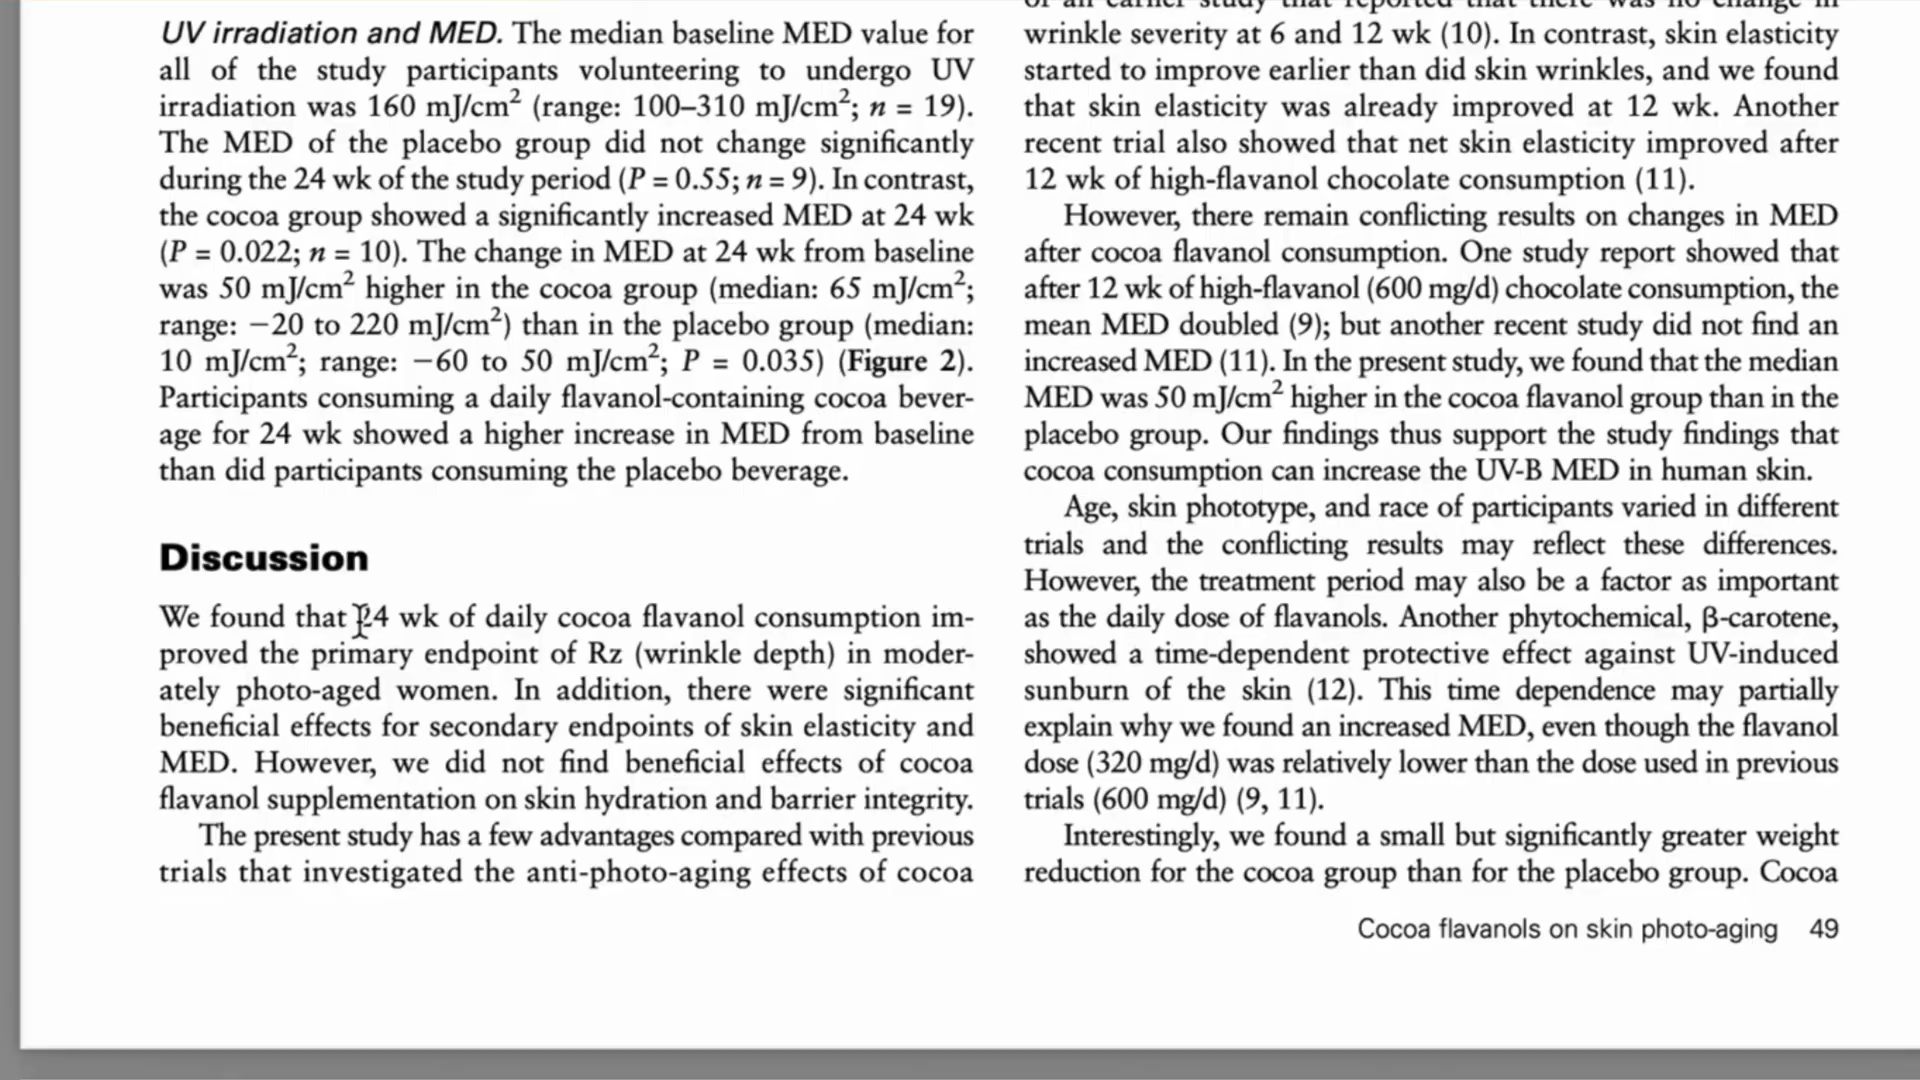 UV irradiation and MED. The median baseline MED value for
all of the study participants volunteering to undergo UV
irradiation was 160 mJ/cm² (range: 100–310 mJ/cm²; n = 19).
The MED of the placebo group did not change significantly
during the 24 wk of the study period (P = 0.55; n = 9). In contrast,
the cocoa group showed a significantly increased MED at 24 wk
(P = 0.022; n = 10). The change in MED at 24 wk from baseline
was 50 mJ/cm² higher in the cocoa group (median: 65 mJ/cm²;
range: −20 to 220 mJ/cm²) than in the placebo group (median:
10 mJ/cm²; range: −60 to 50 mJ/cm²; P = 0.035) (Figure 2).
Participants consuming a daily flavanol-containing cocoa bever-
age for 24 wk showed a higher increase in MED from baseline
than did participants consuming the placebo beverage.
Discussion
We found that 24 wk of daily cocoa flavanol consumption im-
proved the primary endpoint of Rz (wrinkle depth) in moder-
ately photo-aged women. In addition, there were significant
beneficial effects for secondary endpoints of skin elasticity and
MED. However, we did not find beneficial effects of cocoa
flavanol supplementation on skin hydration and barrier integrity.
The present study has a few advantages compared with previous
trials that investigated the anti-photo-aging effects of cocoa
of an earlier study that reported that there was no change in
wrinkle severity at 6 and 12 wk (10). In contrast, skin elasticity
started to improve earlier than did skin wrinkles, and we found
that skin elasticity was already improved at 12 wk. Another
recent trial also showed that net skin elasticity improved after
12 wk of high-flavanol chocolate consumption (11).
However, there remain conflicting results on changes in MED
after cocoa flavanol consumption. One study report showed that
after 12 wk of high-flavanol (600 mg/d) chocolate consumption, the
mean MED doubled (9); but another recent study did not find an
increased MED (11). In the present study, we found that the median
MED was 50 mJ/cm² higher in the cocoa flavanol group than in the
placebo group. Our findings thus support the study findings that
cocoa consumption can increase the UV-B MED in human skin.
Age, skin phototype, and race of participants varied in different
trials and the conflicting results may reflect these differences.
However, the treatment period may also be a factor as important
as the daily dose of flavanols. Another phytochemical, β-carotene,
showed a time-dependent protective effect against UV-induced
sunburn of the skin (12). This time dependence may partially
explain why we found an increased MED, even though the flavanol
dose (320 mg/d) was relatively lower than the dose used in previous
trials (600 mg/d) (9, 11).
Interestingly, we found a small but significantly greater weight
reduction for the cocoa group than for the placebo group. Cocoa
Cocoa flavanols on skin photo-aging 49